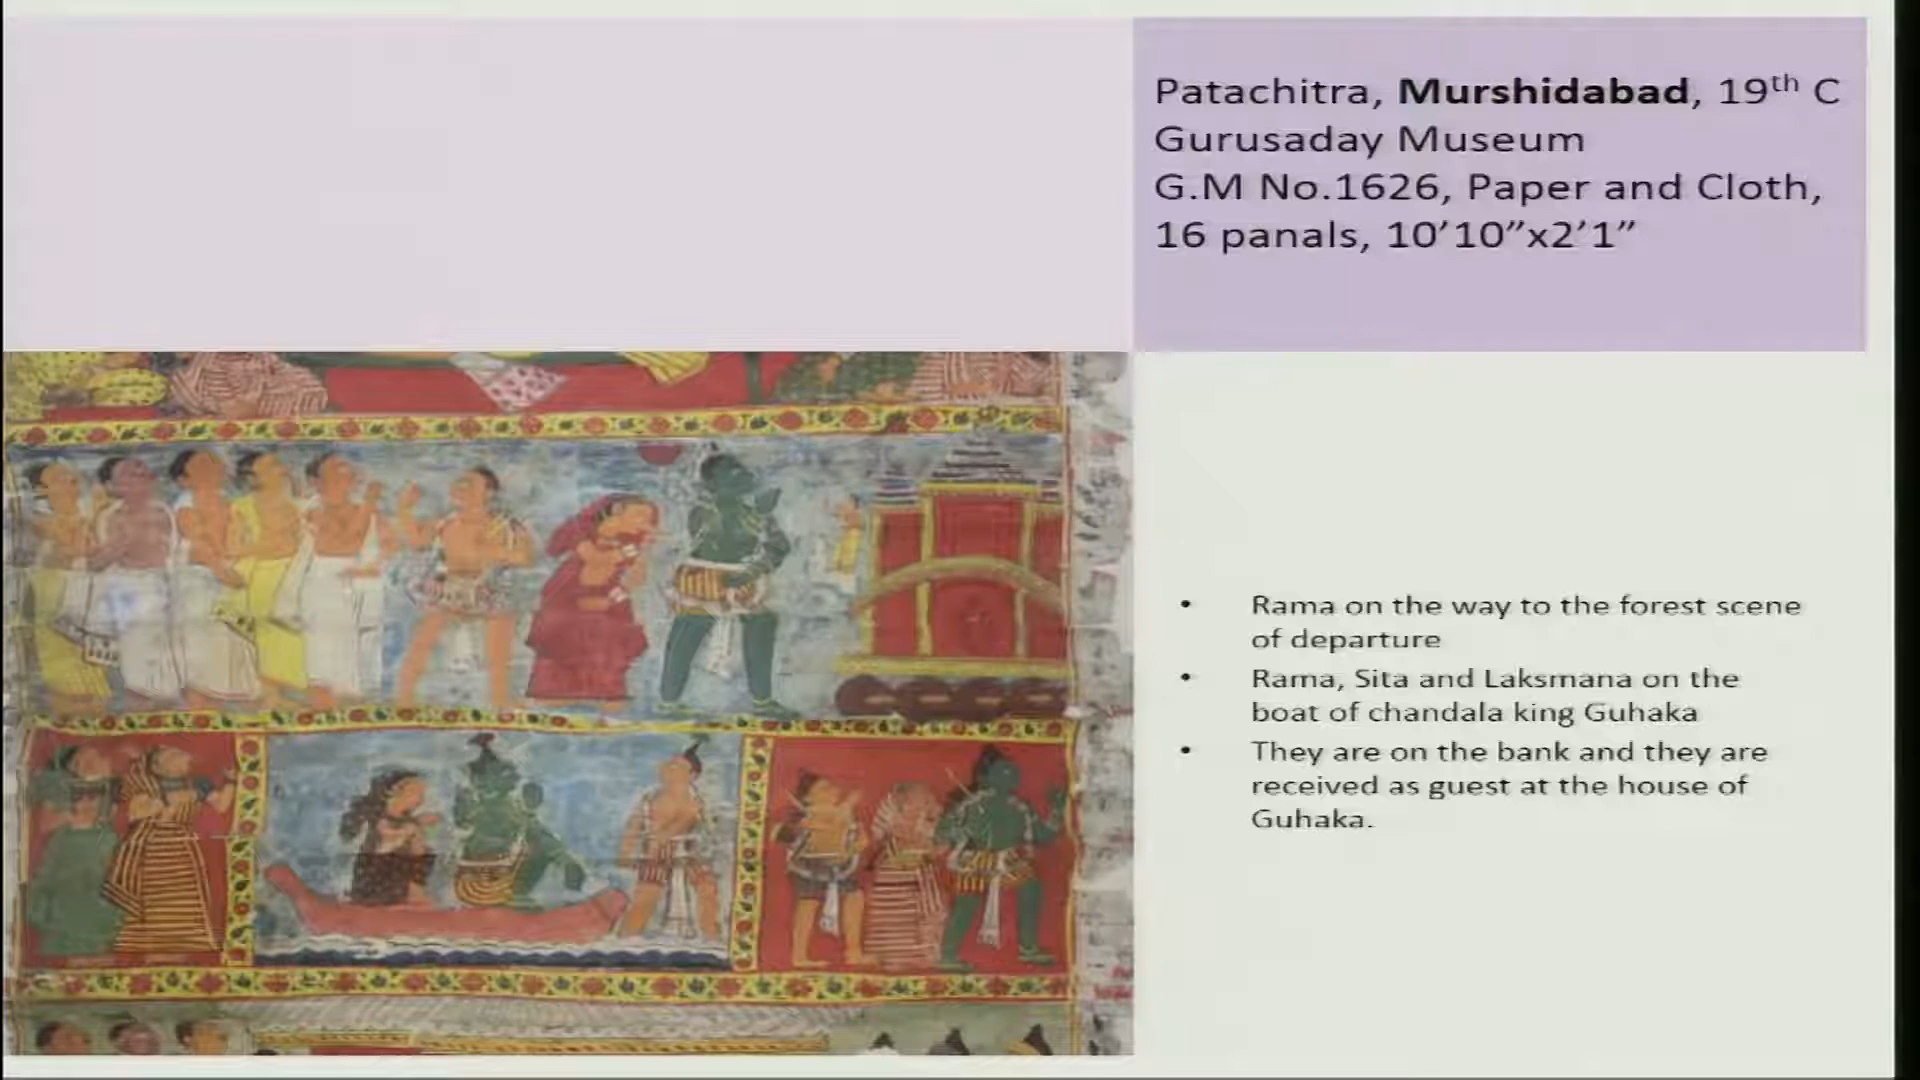 Patachitra, Murshidabad, 19th C
Gurusaday Museum
G.M No.1626, Paper and Cloth,
16 panals, 10’10”x2’1”
• Rama on the way to the forest scene
of departure
• Rama, Sita and Laksmana on the
boat of chandala king Guhaka
• They are on the bank and they are
received as guest at the house of
Guhaka.